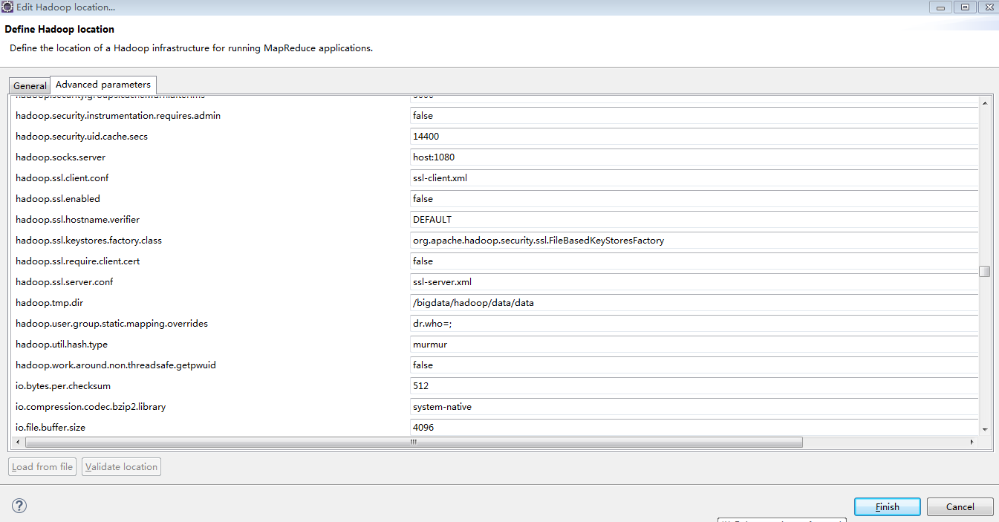 Edit Hadoop location...
Define Hadoop location
Define the location of a Hadoop infrastructure for running MapReduce applications.
General Advanced parameters
hadoop.security.instrumentation.requires.admin false
hadoop.security.uid.cache.secs 14400
hadoop.socks.server host:1080
hadoop.ssl.client.conf ssl-client.xml
hadoop.ssl.enabled false
hadoop.ssl.hostname.verifier DEFAULT
hadoop.ssl.keystores.factory.class org.apache.hadoop.security.ssl.FileBasedKeyStoresFactory
hadoop.ssl.require.client.cert false
hadoop.ssl.server.conf ssl-server.xml
hadoop.tmp.dir /bigdata/hadoop/data/data
hadoop.user.group.static.mapping.overrides dr.who=;
hadoop.util.hash.type murmur
hadoop.work.around.non.threadsafe.getpwuid false
io.bytes.per.checksum 512
io.compression.codec.bzip2.library system-native
io.file.buffer.size 4096
Load from file Validate location
? Finish Cancel